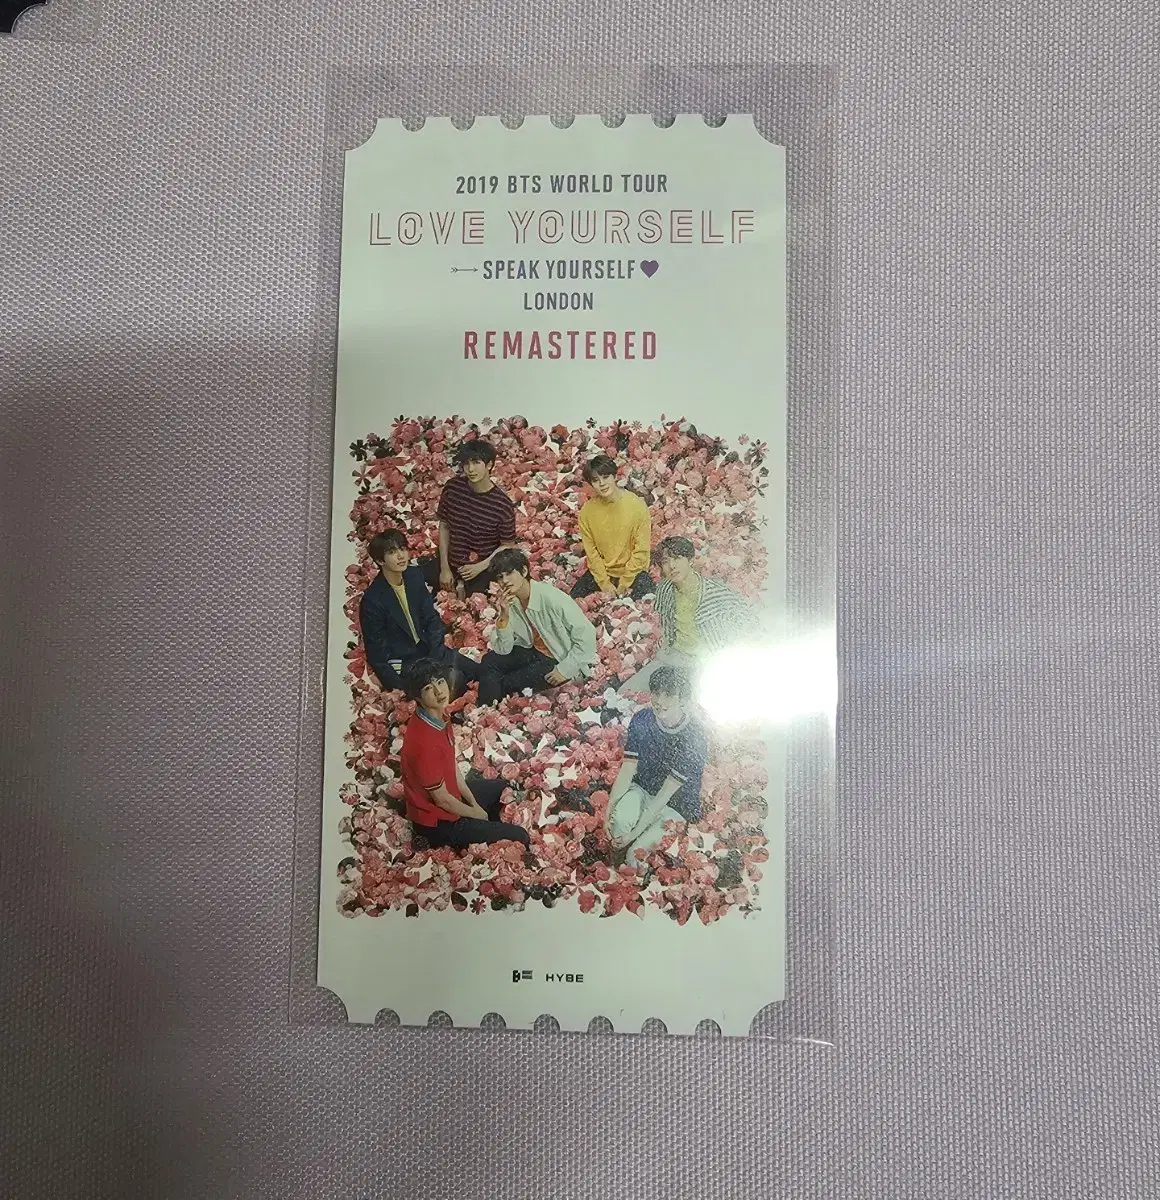 2019 BTS WORLD TOUR
LOVE YOURSELF
SPEAK YOURSELF
LONDON
REMASTERED
HYBE